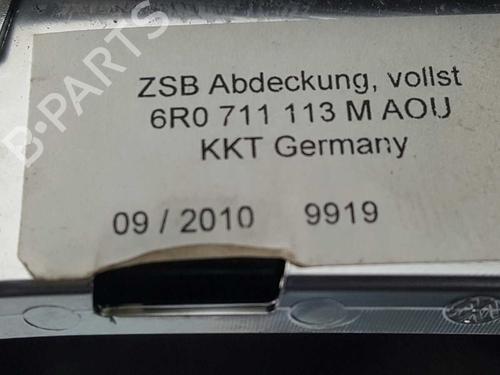 B-PARTS
ZSB Abdeckung, vollst
6R0 711 113 M AOU
KKT Germany
09 / 2010 9919